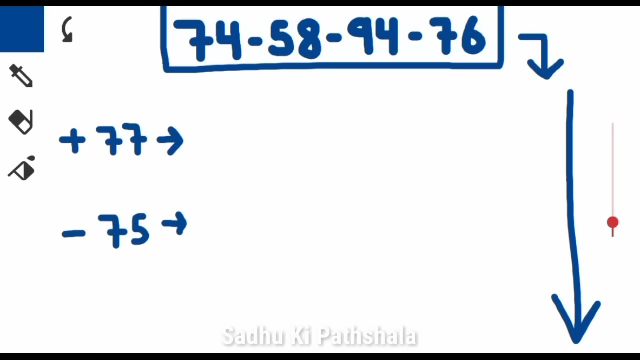 74-58-94-76
+ 77 →
- 75 →
Sadhu Ki Pathshala